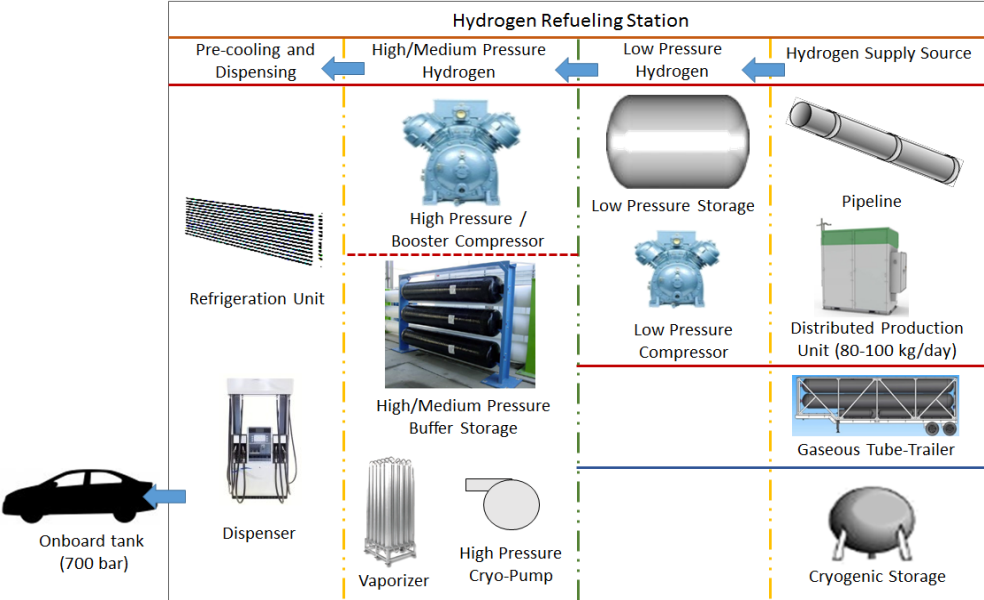 Hydrogen Refueling Station
Pre-cooling and
Dispensing
High/Medium Pressure
Hydrogen
Low Pressure
Hydrogen
Hydrogen Supply Source
High Pressure /
Booster Compressor
Low Pressure Storage
Pipeline
Refrigeration Unit
Low Pressure
Compressor
Distributed Production
Unit (80-100 kg/day)
High/Medium Pressure
Buffer Storage
Gaseous Tube-Trailer
Onboard tank
(700 bar)
Dispenser
Vaporizer
High Pressure
Cryo-Pump
Cryogenic Storage